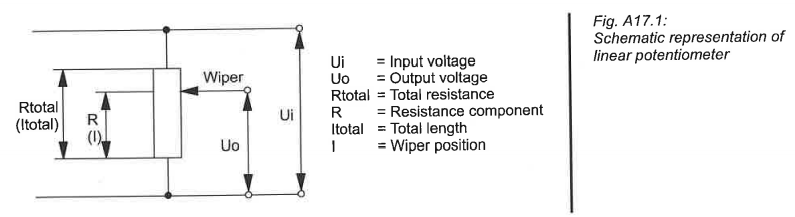 Wiper
Rtotal
(Itotal)
R
(I)
Uo
Ui
Ui = Input voltage
Uo = Output voltage
Rtotal = Total resistance
R = Resistance component
Itotal = Total length
I = Wiper position
Fig. A17.1:
Schematic representation of
linear potentiometer